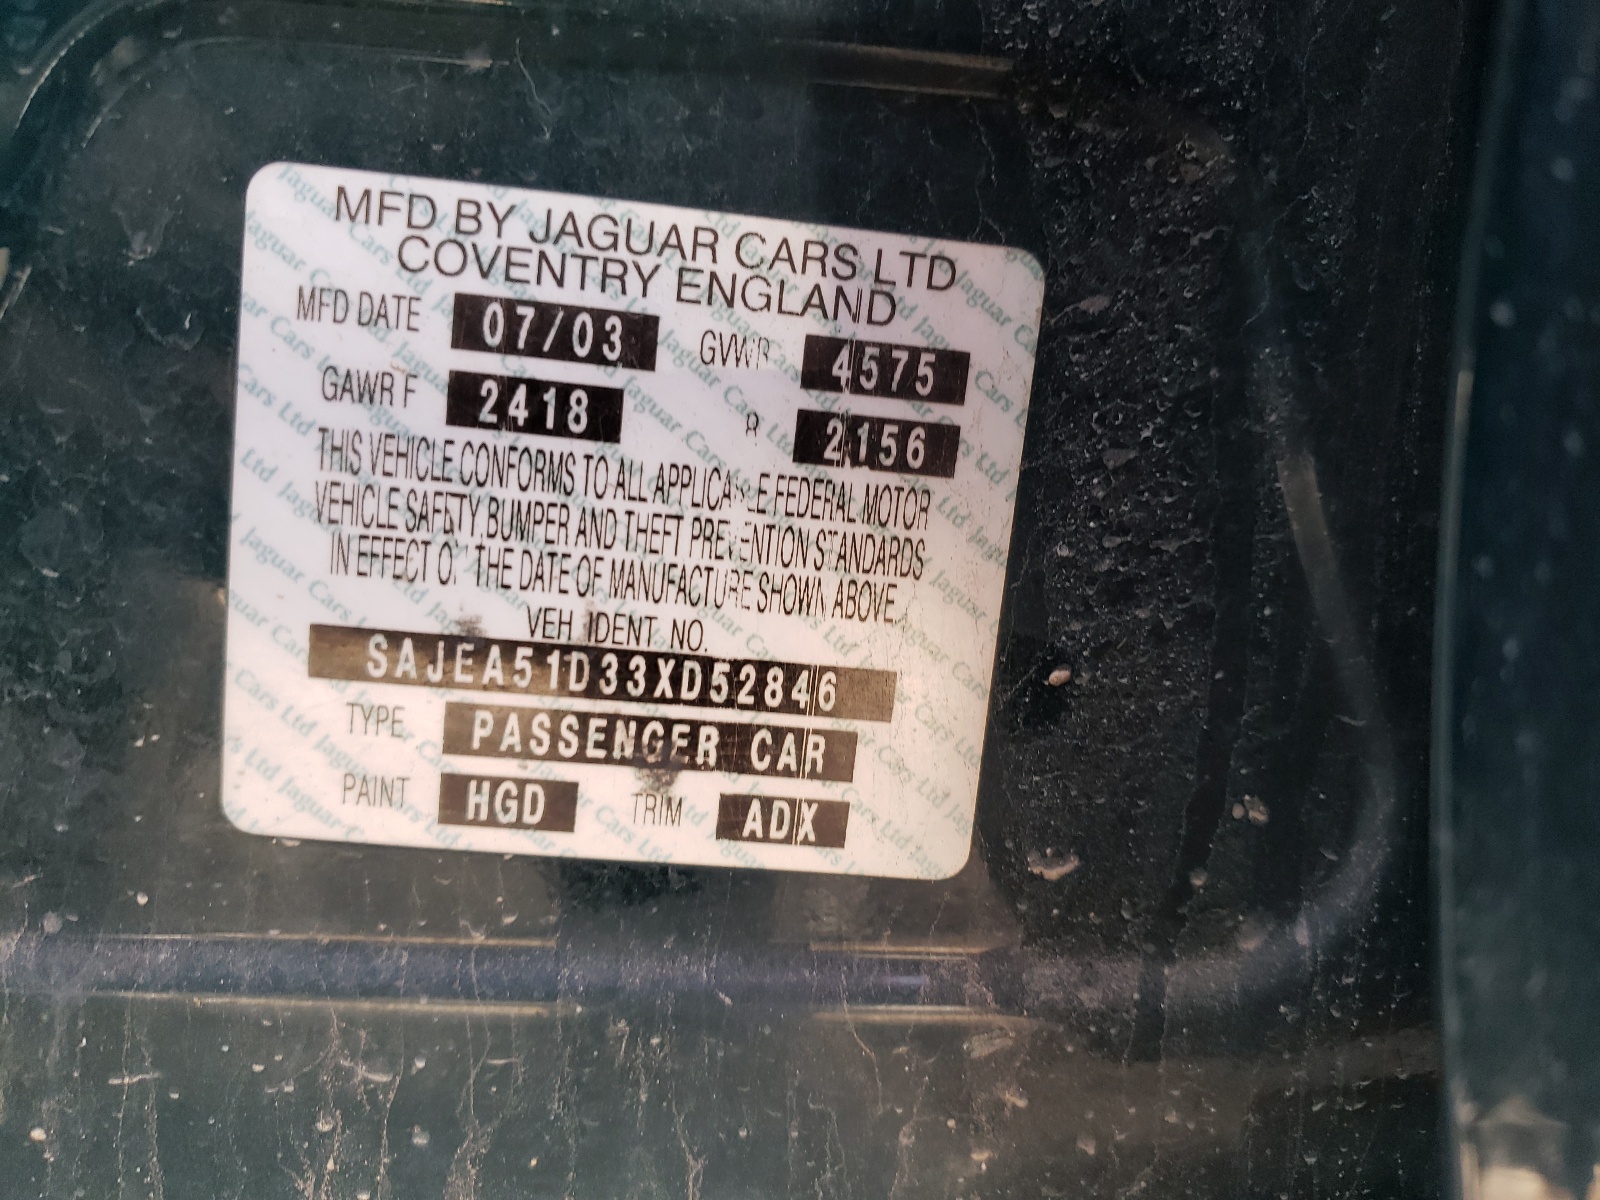 MFD BY JAGUAR CARS LTD
COVENTRY ENGLAND
MFD DATE 07/03 GVWR 4575
GAWR F 2418 R 2156
THIS VEHICLE CONFORMS TO ALL APPLICABLE FEDERAL MOTOR
VEHICLE SAFETY, BUMPER AND THEFT PREVENTION STANDARDS
IN EFFECT ON THE DATE OF MANUFACTURE SHOWN ABOVE.
VEH IDENT. NO.
SAJEA51D33XD52846
TYPE PASSENGER CAR
PAINT HGD TRIM ADX